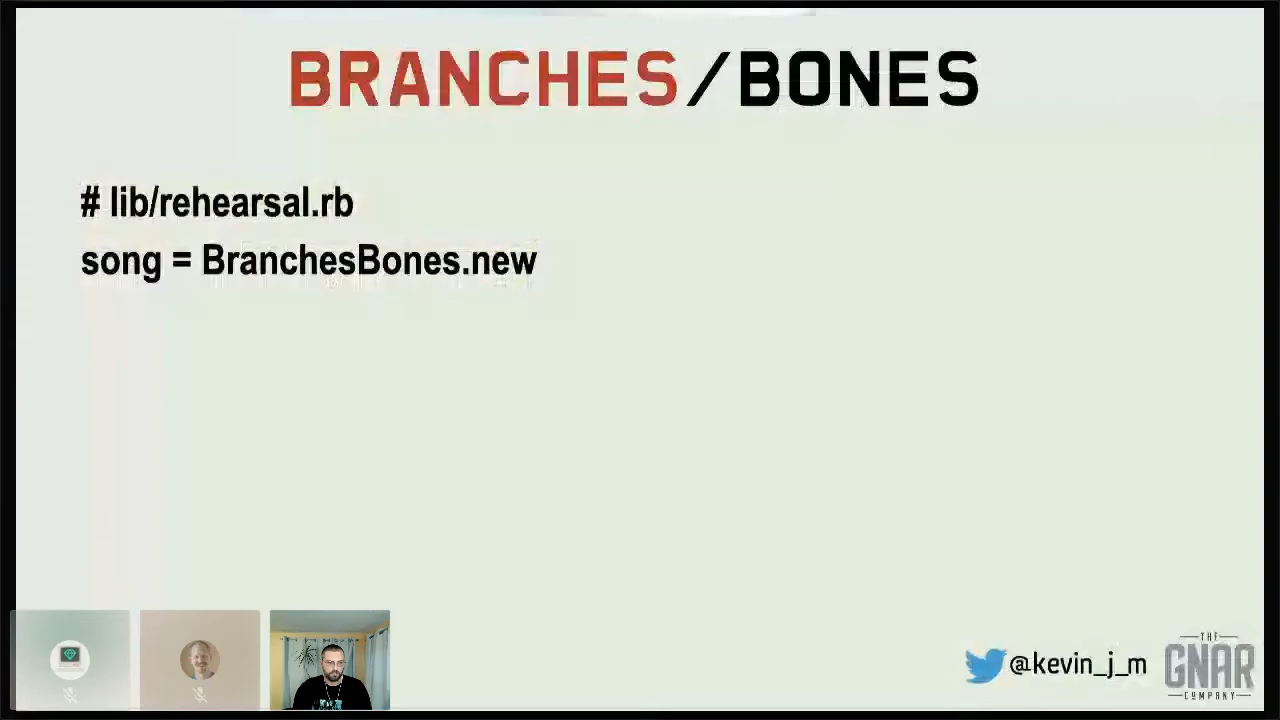 BRANCHES/BONES
# lib/rehearsal.rb
song = BranchesBones.new
@kevin_j_m
THE
GNAR
COMPANY